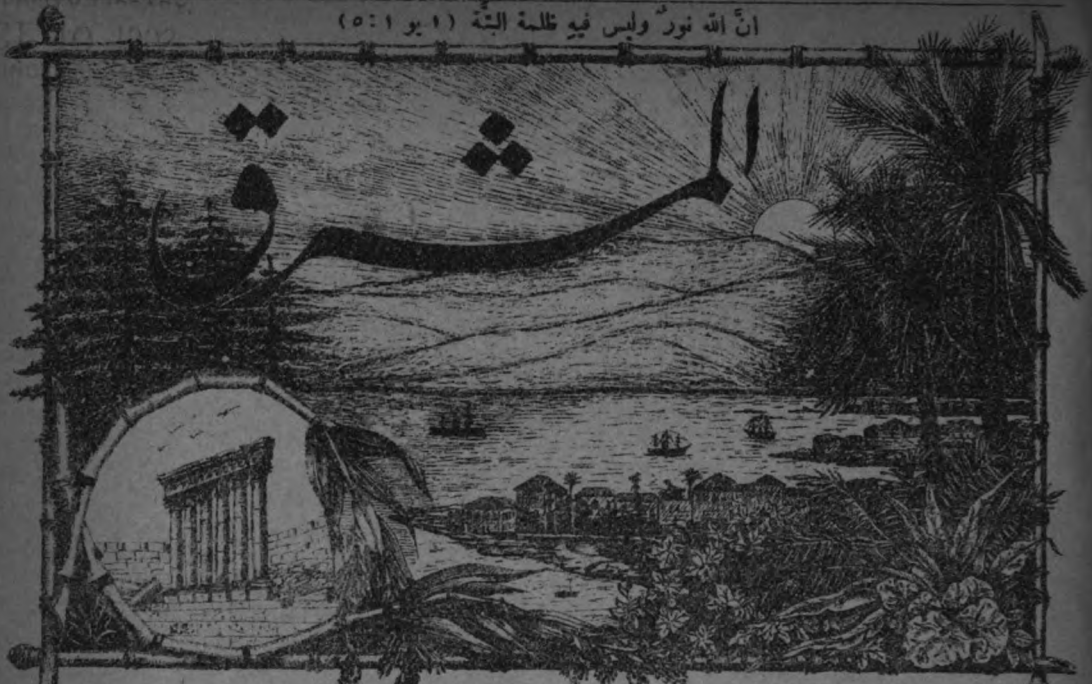 انَّ الله نورٌ وليس فيهِ ظلمة البتَّة (١ يو ١ : ٥)
المشرق